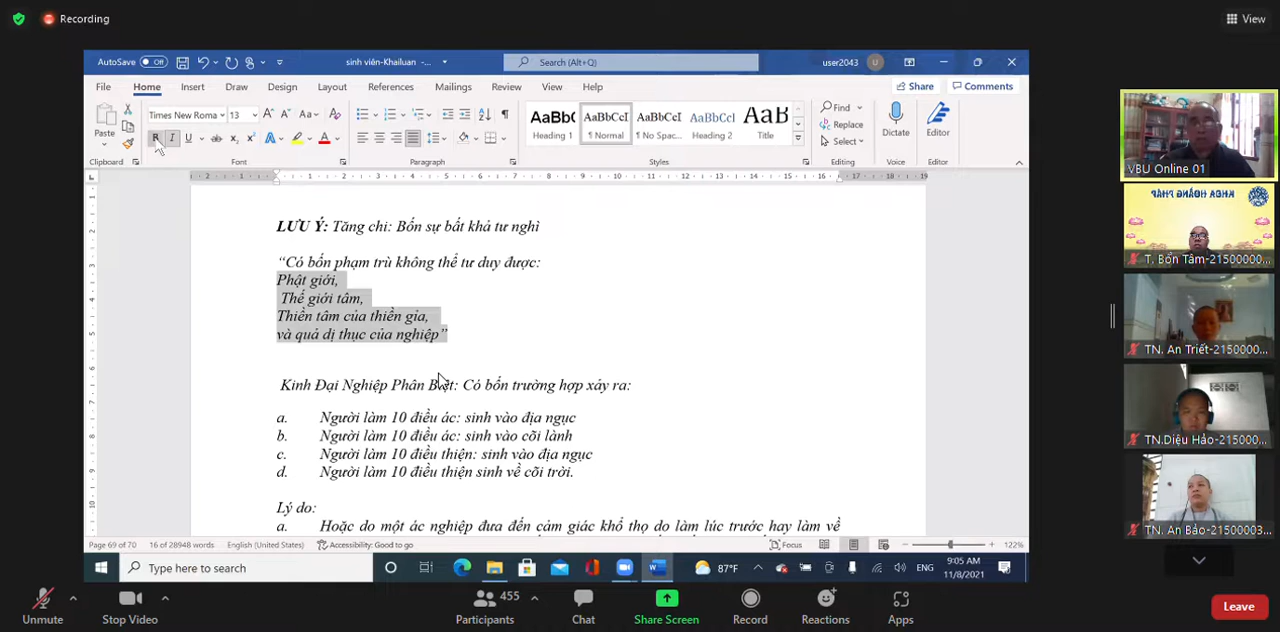 Recording
View
AutoSave Off
sinh viên-Khailuan -...
Search (Alt+Q)
user2043 U
File Home Insert Draw Design Layout References Mailings Review View Help
Share Comments
Paste
Times New Roma 13
AaBbCcI AaBbCcI AaBbCcI AaBbCcI AaB
Heading 1 ¶ Normal ¶ No Spac... Heading 2 Title
Find
Replace
Select
Dictate
Editor
Clipboard Font Paragraph Styles Editing Voice Editor
LƯU Ý: Tăng chi: Bốn sự bất khả tư nghì
“Có bốn phạm trù không thể tư duy được:
Phật giới,
Thế giới tâm,
Thiền tâm của thiền gia,
và quả dị thục của nghiệp”
Kinh Đại Nghiệp Phân Biệt: Có bốn trường hợp xảy ra:
a. Người làm 10 điều ác: sinh vào địa ngục
b. Người làm 10 điều ác: sinh vào cõi lành
c. Người làm 10 điều thiện: sinh vào địa ngục
d. Người làm 10 điều thiện sinh về cõi trời.
Lý do:
a. Hoặc do một ác nghiệp đưa đến cảm giác khổ thọ do làm lúc trước hay làm về
Page 69 of 70 16 of 28948 words English (United States) Accessibility: Good to go Focus 122%
Type here to search
87°F ENG
9:05 AM
11/8/2021
VBU Online 01
KHOA HOẰNG PHÁP
T. Bổn Tâm-21500000...
TN. An Triết-2150000...
TN.Diệu Hảo-215000...
TN. An Bảo-21500003...
Unmute Stop Video Participants 455 Chat Share Screen Record Reactions Apps Leave